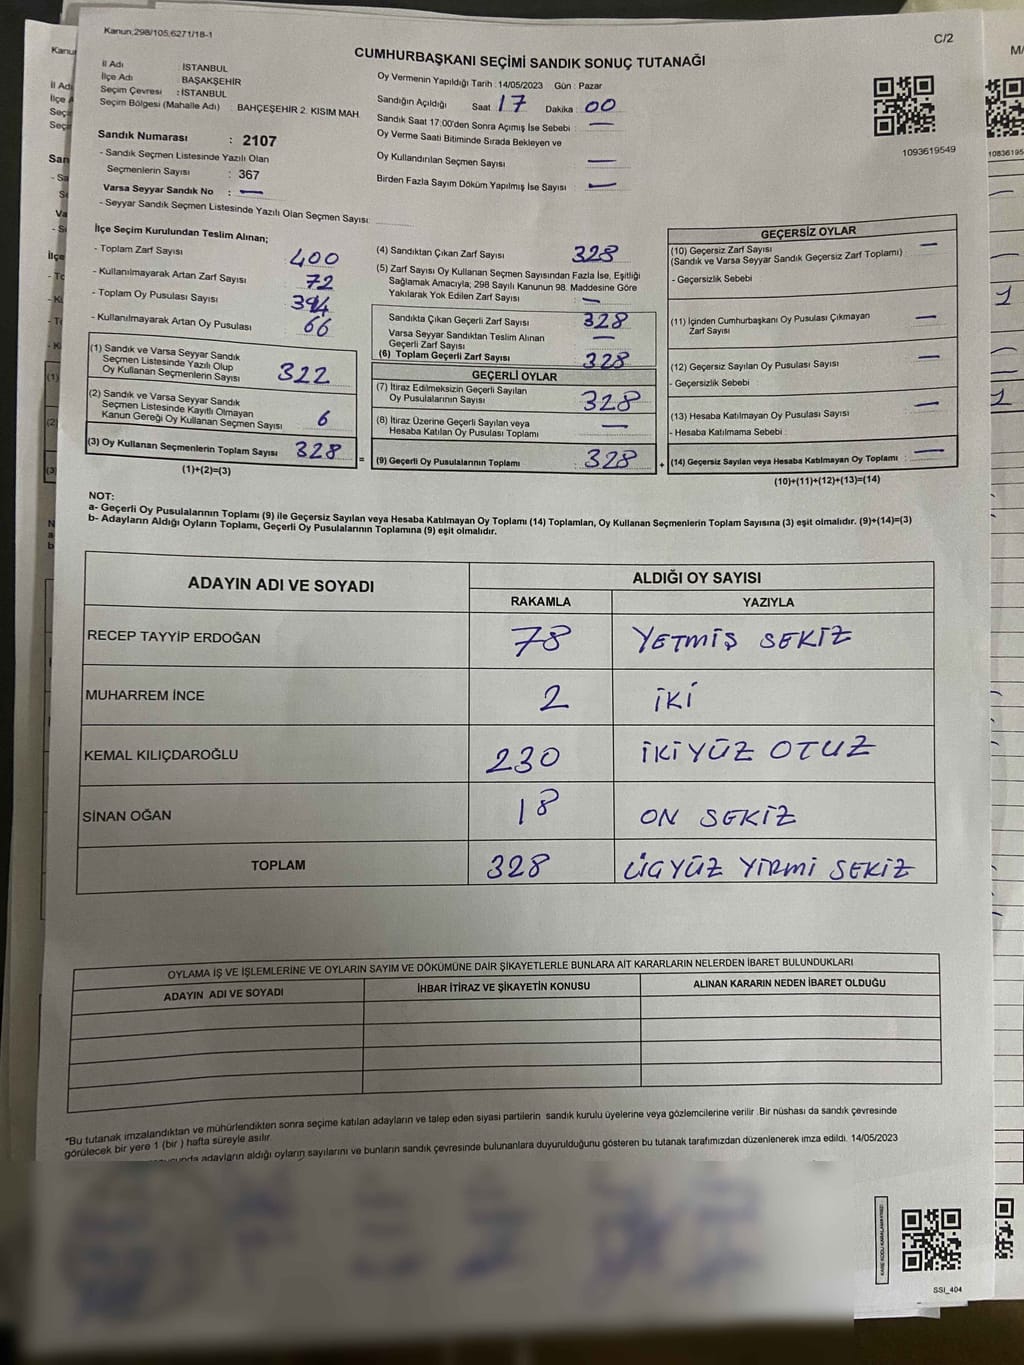 Kanun;298/105,6271/18-1
C/2
CUMHURBAŞKANI SEÇİMİ SANDIK SONUÇ TUTANAĞI
İl Adı : İSTANBUL
İlçe Adı : BAŞAKŞEHİR
Seçim Çevresi : İSTANBUL
Seçim Bölgesi (Mahalle Adı) : BAHÇEŞEHİR 2. KISIM MAH.
Sandık Numarası : 2107
- Sandık Seçmen Listesinde Yazılı Olan
Seçmenlerin Sayısı : 367
Varsa Seyyar Sandık No : —
- Seyyar Sandık Seçmen Listesinde Yazılı Olan Seçmen Sayısı:
Oy Vermenin Yapıldığı Tarih : 14/05/2023 Gün : Pazar
Sandığın Açıldığı Saat : 17 Dakika : 00
Sandık Saat 17:00'den Sonra Açımış İse Sebebi : —
Oy Verme Saati Bitiminde Sırada Bekleyen ve
Oy Kullandırılan Seçmen Sayısı —
Birden Fazla Sayım Döküm Yapılmış İse Sayısı : —
1093619549
İlçe Seçim Kurulundan Teslim Alınan;
- Toplam Zarf Sayısı : 400
- Kullanılmayarak Artan Zarf Sayısı : 72
- Toplam Oy Pusulası Sayısı : 394
- Kullanılmayarak Artan Oy Pusulası : 66
(1) Sandık ve Varsa Seyyar Sandık
Seçmen Listesinde Yazılı Olup
Oy Kullanan Seçmenlerin Sayısı : 322
(2) Sandık ve Varsa Seyyar Sandık
Seçmen Listesinde Kayıtlı Olmayan
Kanun Gereği Oy Kullanan Seçmen Sayısı : 6
(3) Oy Kullanan Seçmenlerin Toplam Sayısı : 328
(1)+(2)=(3)
=
(4) Sandıktan Çıkan Zarf Sayısı : 328
(5) Zarf Sayısı Oy Kullanan Seçmen Sayısından Fazla İse, Eşitliği
Sağlamak Amacıyla; 298 Sayılı Kanunun 98. Maddesine Göre
Yakılarak Yok Edilen Zarf Sayısı : —
Sandıkta Çıkan Geçerli Zarf Sayısı : 328
Varsa Seyyar Sandıktan Teslim Alınan
Geçerli Zarf Sayısı : —
(6) Toplam Geçerli Zarf Sayısı : 328
GEÇERLİ OYLAR
(7) İtiraz Edilmeksizin Geçerli Sayılan
Oy Pusulalarının Sayısı : 328
(8) İtiraz Üzerine Geçerli Sayılan veya
Hesaba Katılan Oy Pusulası Toplamı : —
(9) Geçerli Oy Pusulalarının Toplamı : 328
+
GEÇERSİZ OYLAR
(10) Geçersiz Zarf Sayısı : —
(Sandık ve Varsa Seyyar Sandık Geçersiz Zarf Toplamı)
- Geçersizlik Sebebi :
(11) İçinden Cumhurbaşkanı Oy Pusulası Çıkmayan
Zarf Sayısı : —
(12) Geçersiz Sayılan Oy Pusulası Sayısı : —
- Geçersizlik Sebebi :
(13) Hesaba Katılmayan Oy Pusulası Sayısı : —
- Hesaba Katılmama Sebebi :
(14) Geçersiz Sayılan veya Hesaba Katılmayan Oy Toplamı : —
(10)+(11)+(12)+(13)=(14)
NOT:
a- Geçerli Oy Pusulalarının Toplamı (9) ile Geçersiz Sayılan veya Hesaba Katılmayan Oy Toplamı (14) Toplamları, Oy Kullanan Seçmenlerin Toplam Sayısına (3) eşit olmalıdır. (9)+(14)=(3)
b- Adayların Aldığı Oyların Toplamı, Geçerli Oy Pusulalarının Toplamına (9) eşit olmalıdır.
ADAYIN ADI VE SOYADI ALDIĞI OY SAYISI
RAKAMLA YAZIYLA
RECEP TAYYİP ERDOĞAN 78 YETMİŞ SEKİZ
MUHARREM İNCE 2 İKİ
KEMAL KILIÇDAROĞLU 230 İKİYÜZ OTUZ
SİNAN OĞAN 18 ON SEKİZ
TOPLAM 328 ÜÇYÜZ YİRMİ SEKİZ
OYLAMA İŞ VE İŞLEMLERİNE VE OYLARIN SAYIM VE DÖKÜMÜNE DAİR ŞİKAYETLERLE BUNLARA AİT KARARLARIN NELERDEN İBARET BULUNDUKLARI
ADAYIN ADI VE SOYADI İHBAR İTİRAZ VE ŞİKAYETİN KONUSU ALINAN KARARIN NEDEN İBARET OLDUĞU
"Bu tutanak imzalandıktan ve mühürlendikten sonra seçime katılan adayların ve talep eden siyasi partilerin sandık kurulu üyelerine veya gözlemcilerine verilir .Bir nüshası da sandık çevresinde
görülecek bir yere 1 (bir ) hafta süreyle asılır.
adayların aldığı oyların sayılarını ve bunların sandık çevresinde bulunanlara duyurulduğunu gösteren bu tutanak tarafımızdan düzenlenerek imza edildi. 14/05/2023
SSI_404